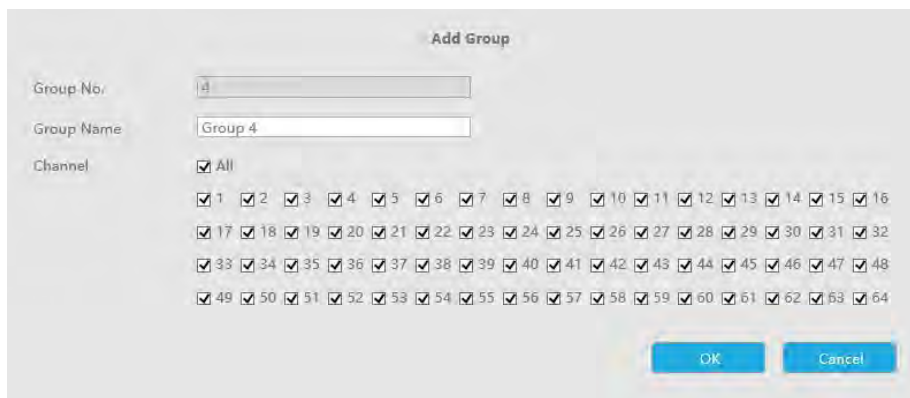 Add Group
Group No. 4
Group Name Group 4
Channel All
1 2 3 4 5 6 7 8 9 10 11 12 13 14 15 16
17 18 19 20 21 22 23 24 25 26 27 28 29 30 31 32
33 34 35 36 37 38 39 40 41 42 43 44 45 46 47 48
49 50 51 52 53 54 55 56 57 58 59 60 61 62 63 64
OK Cancel